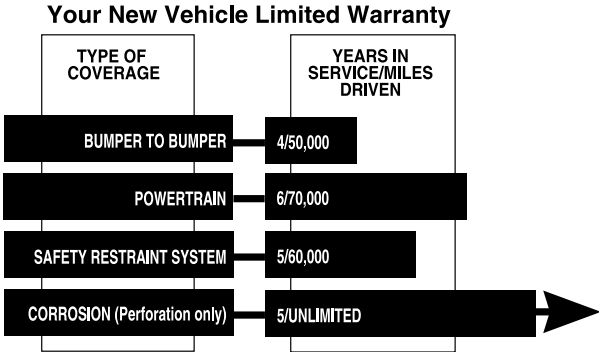 Your New Vehicle Limited Warranty
TYPE OF
COVERAGE
YEARS IN
SERVICE/MILES
DRIVEN
BUMPER TO BUMPER
4/50,000
POWERTRAIN
6/70,000
SAFETY RESTRAINT SYSTEM
5/60,000
CORROSION (Perforation only)
5/UNLIMITED